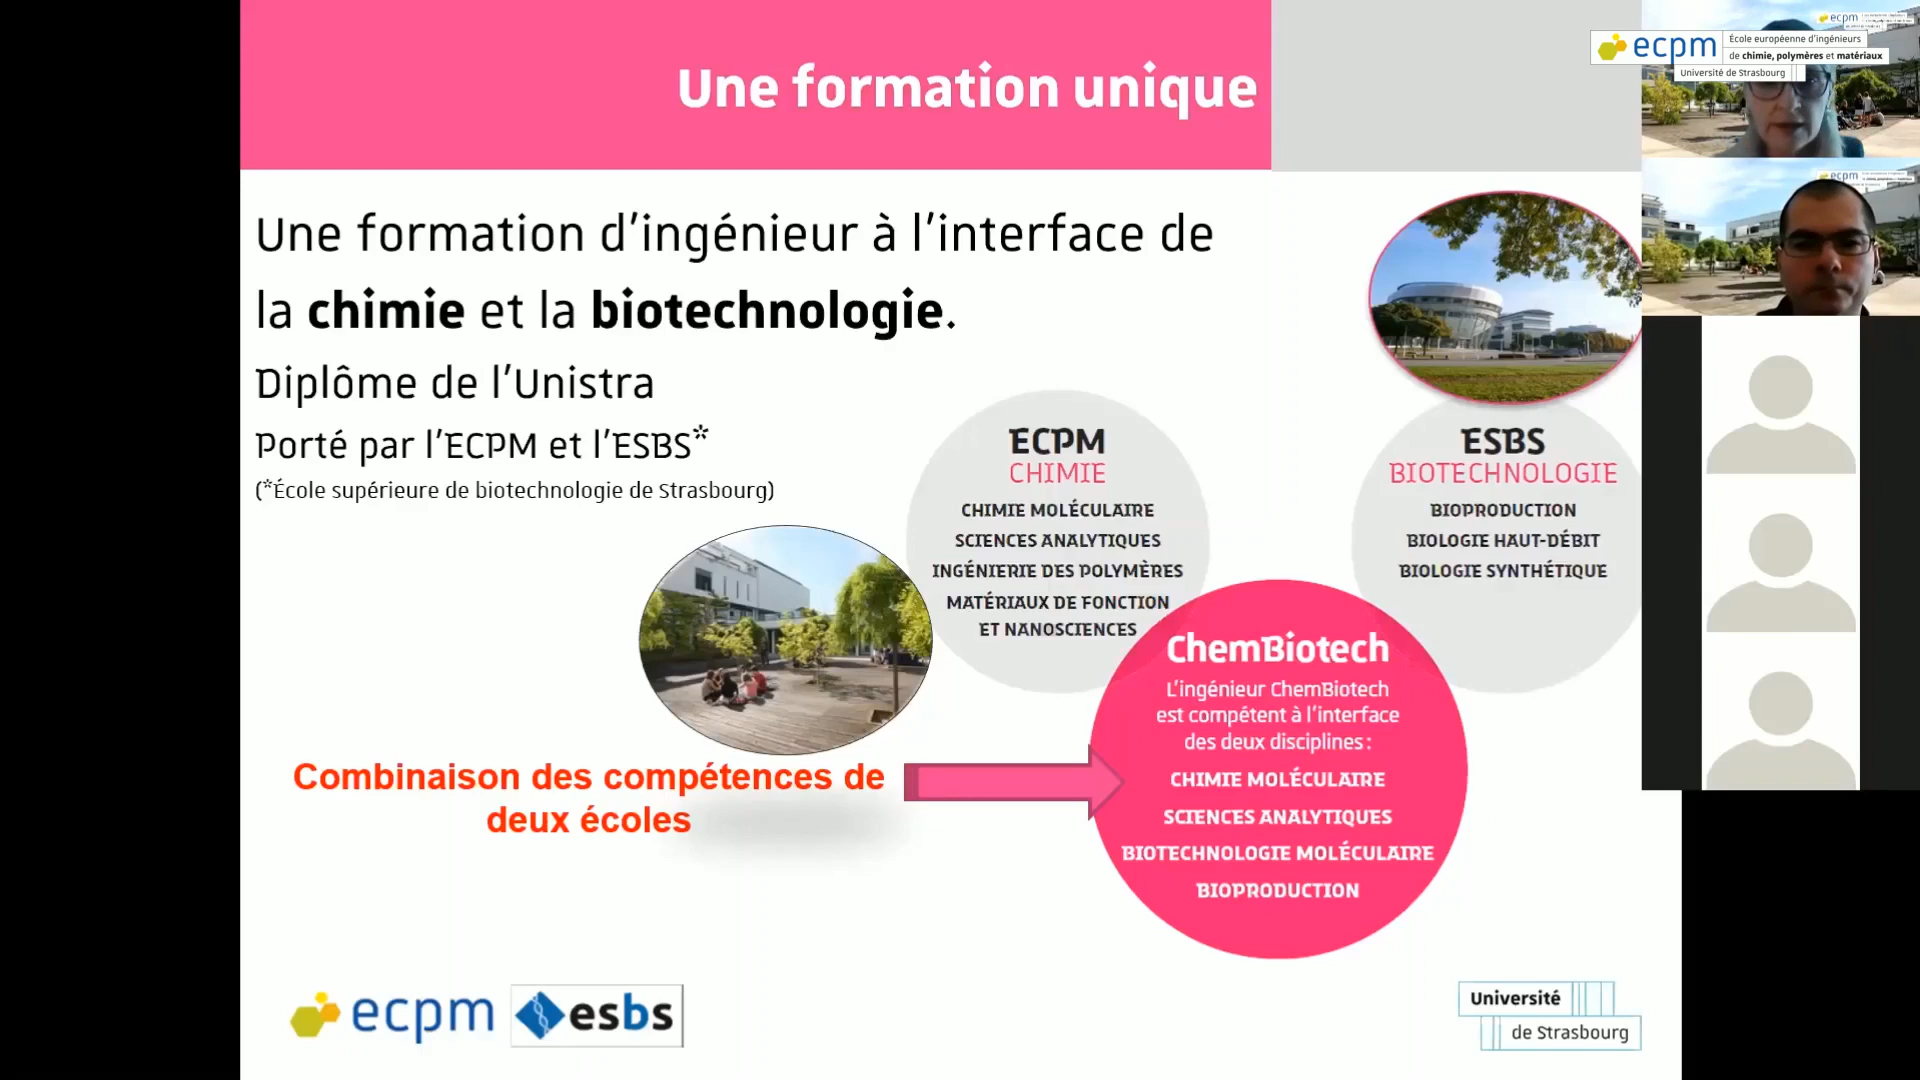 Une formation unique
Une formation d'ingénieur à l'interface de
la chimie et la biotechnologie.
Diplôme de l'Unistra
Porté par l'ECPM et l'ESBS*
(*École supérieure de biotechnologie de Strasbourg)
ECPM
CHIMIE
CHIMIE MOLÉCULAIRE
SCIENCES ANALYTIQUES
INGÉNIERIE DES POLYMÈRES
MATÉRIAUX DE FONCTION
ET NANOSCIENCES
ESBS
BIOTECHNOLOGIE
BIOPRODUCTION
BIOLOGIE HAUT-DÉBIT
BIOLOGIE SYNTHÉTIQUE
ChemBiotech
L'ingénieur ChemBiotech
est compétent à l'interface
des deux disciplines :
CHIMIE MOLÉCULAIRE
SCIENCES ANALYTIQUES
BIOTECHNOLOGIE MOLÉCULAIRE
BIOPRODUCTION
Combinaison des compétences de
deux écoles
ecpm
esbs
Université
de Strasbourg
ecpm
ecpm
École européenne d'ingénieurs
de chimie, polymères et matériaux
Université de Strasbourg
ecpm